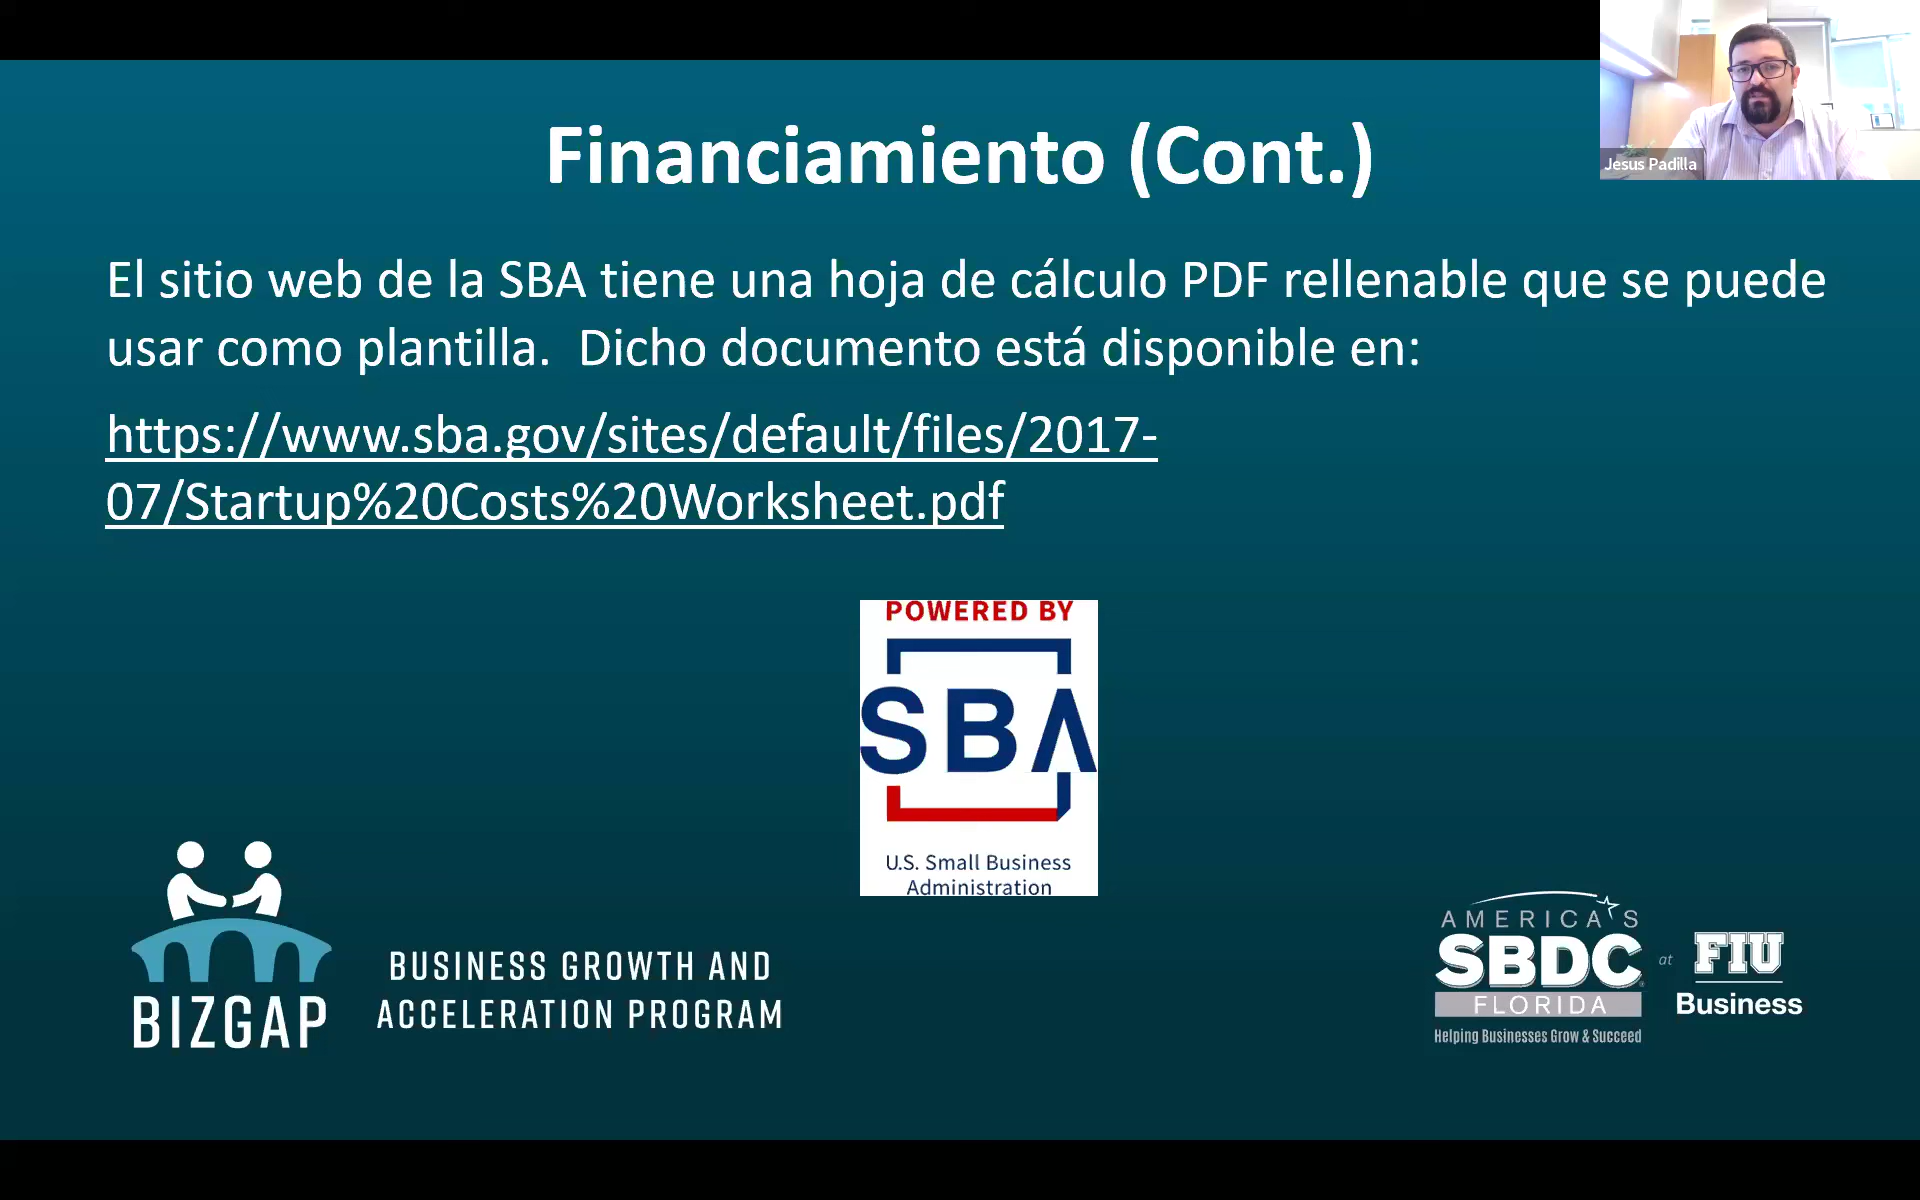 Financiamiento (Cont.)
Jesus Padilla
El sitio web de la SBA tiene una hoja de cálculo PDF rellenable que se puede
usar como plantilla.  Dicho documento está disponible en:
https://www.sba.gov/sites/default/files/2017-
07/Startup%20Costs%20Worksheet.pdf
POWERED BY
SBA
U.S. Small Business
Administration
BIZGAP
BUSINESS GROWTH AND
ACCELERATION PROGRAM
AMERICA'S
SBDC
FLORIDA
Helping Businesses Grow & Succeed
at
FIU
Business